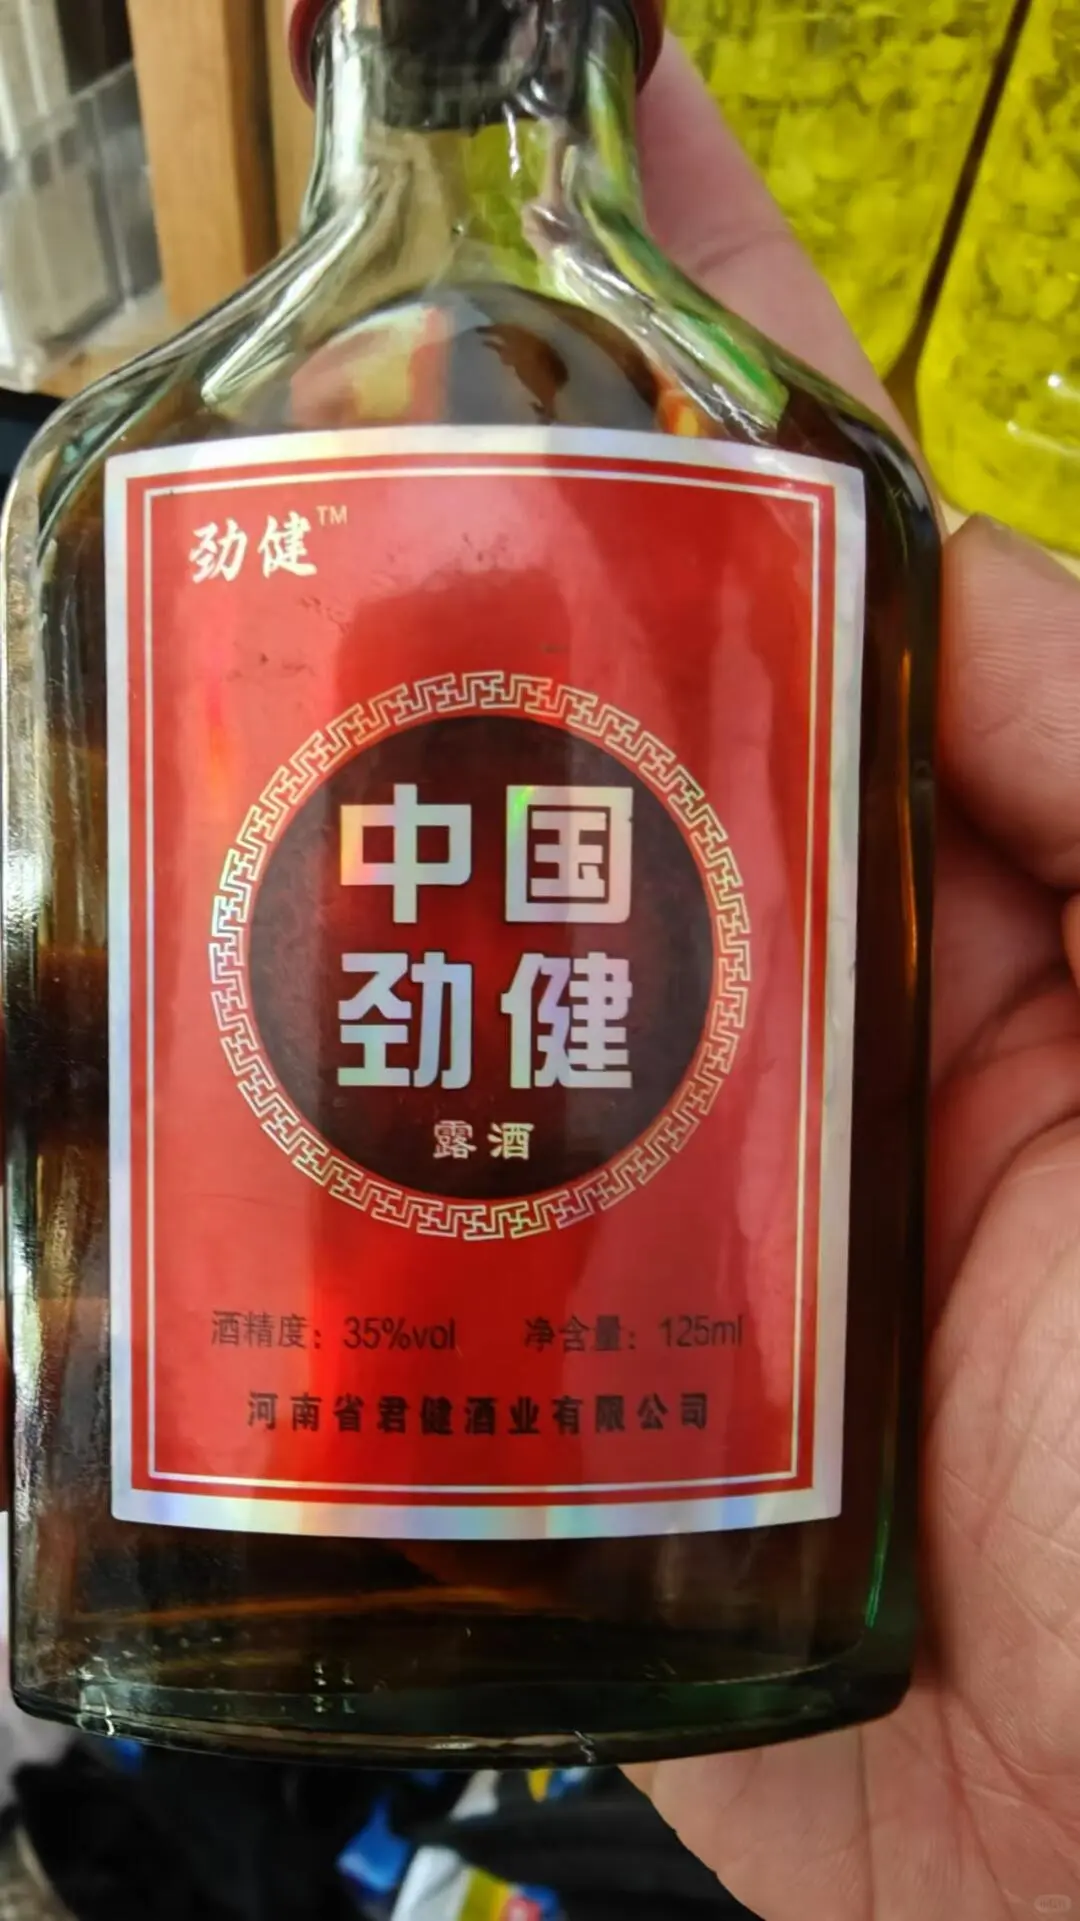 劲健™
中国
劲健
露酒
酒精度：35%vol 净含量：125ml
河南省君健酒业有限公司